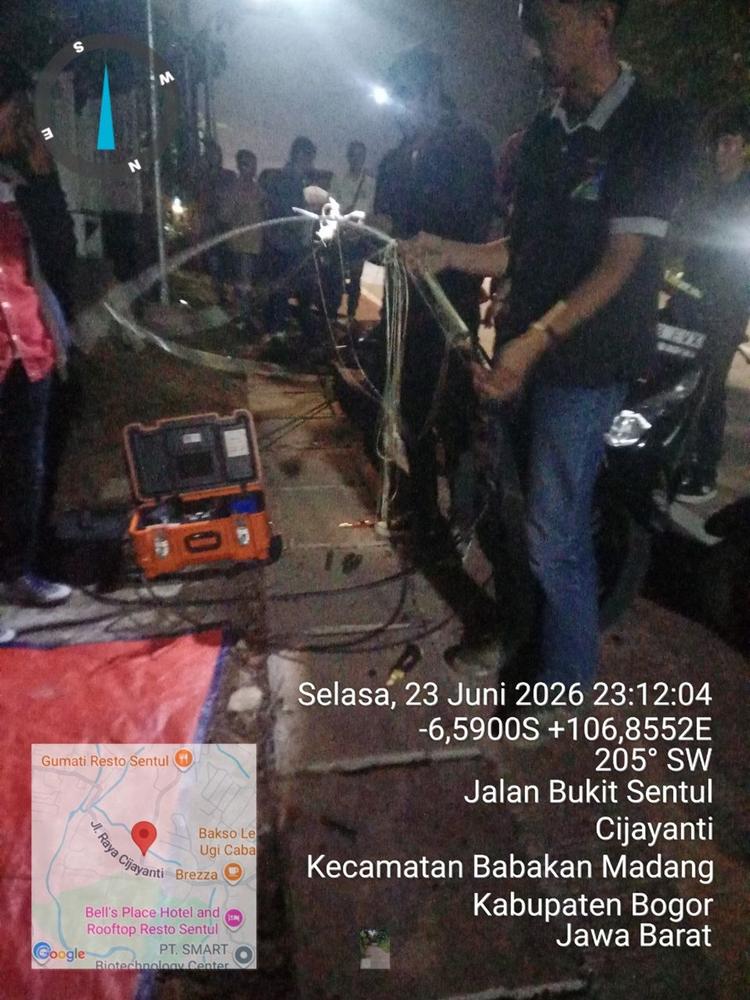 S
W
E
N
Selasa, 23 Juni 2026 23:12:04
-6,5900S +106,8552E
205° SW
Jalan Bukit Sentul
Cijayanti
Kecamatan Babakan Madang
Kabupaten Bogor
Jawa Barat
Gumati Resto Sentul
Jl. Raya Cijayanti
Bakso Le
Ugi Caba
Brezza
Bell's Place Hotel and
Rooftop Resto Sentul
PT. SMART
Biotechnology Center
Google